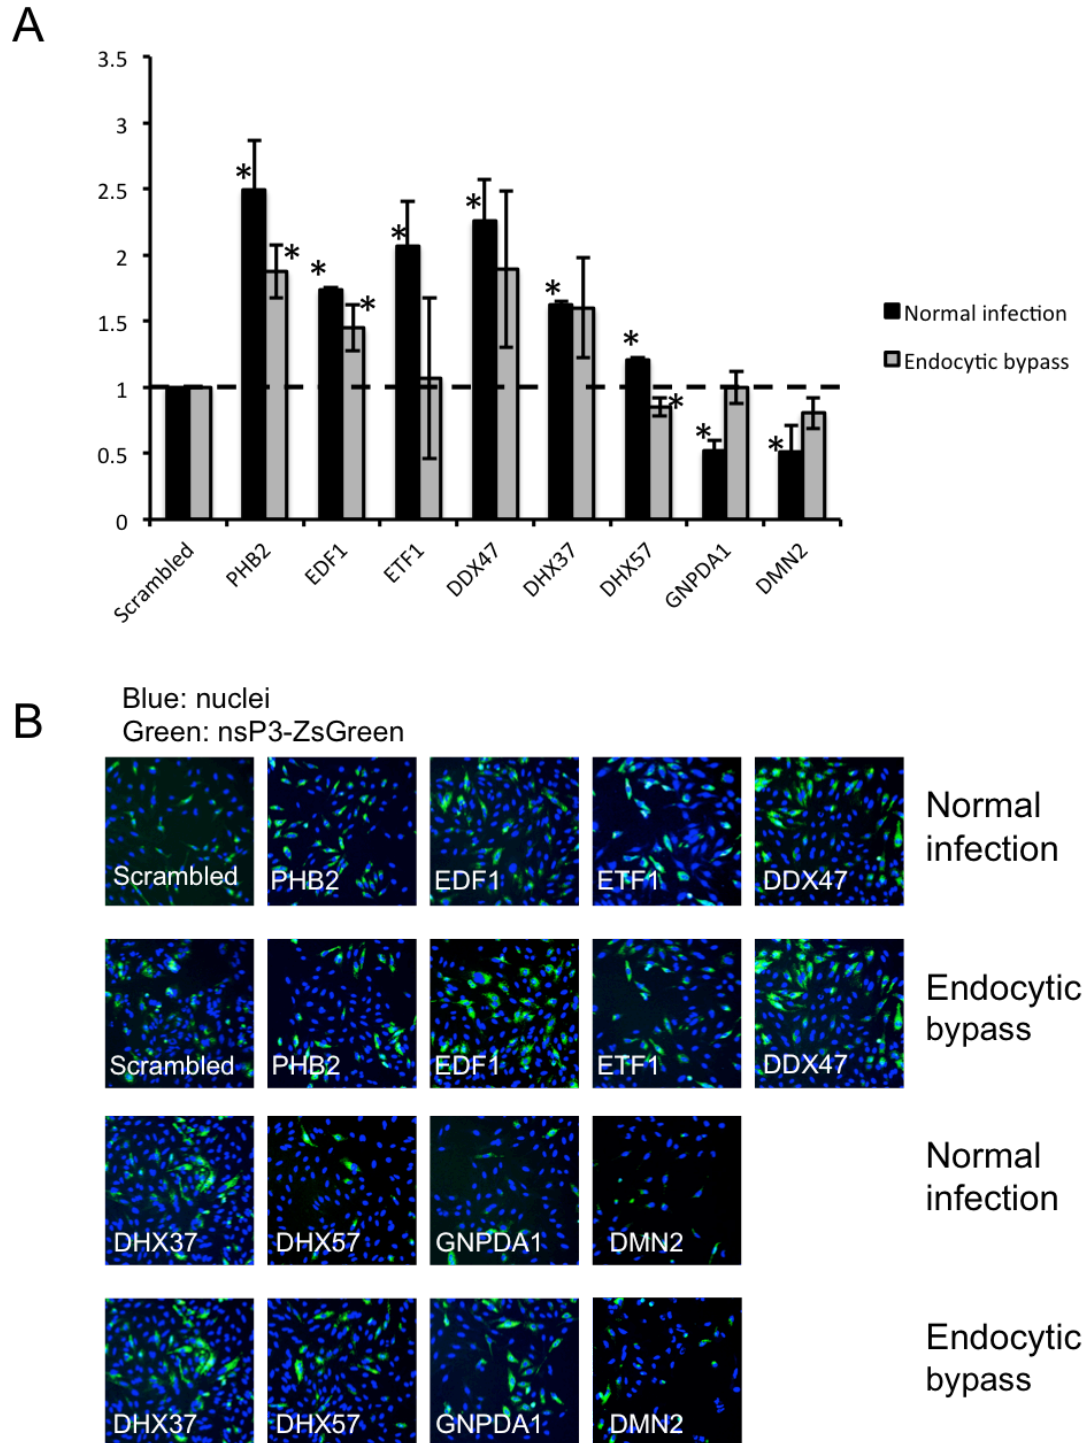 A
3.5
3
2.5
2
1.5
1
0.5
0
* * * * * * * * * * *
Normal infection
Endocytic bypass
Scrambled PHB2 EDF1 ETF1 DDX47 DHX37 DHX57 GNPDA1 DMN2
B
Blue: nuclei
Green: nsP3-ZsGreen
Scrambled PHB2 EDF1 ETF1 DDX47
Normal
infection
Scrambled PHB2 EDF1 ETF1 DDX47
Endocytic
bypass
DHX37 DHX57 GNPDA1 DMN2
Normal
infection
DHX37 DHX57 GNPDA1 DMN2
Endocytic
bypass